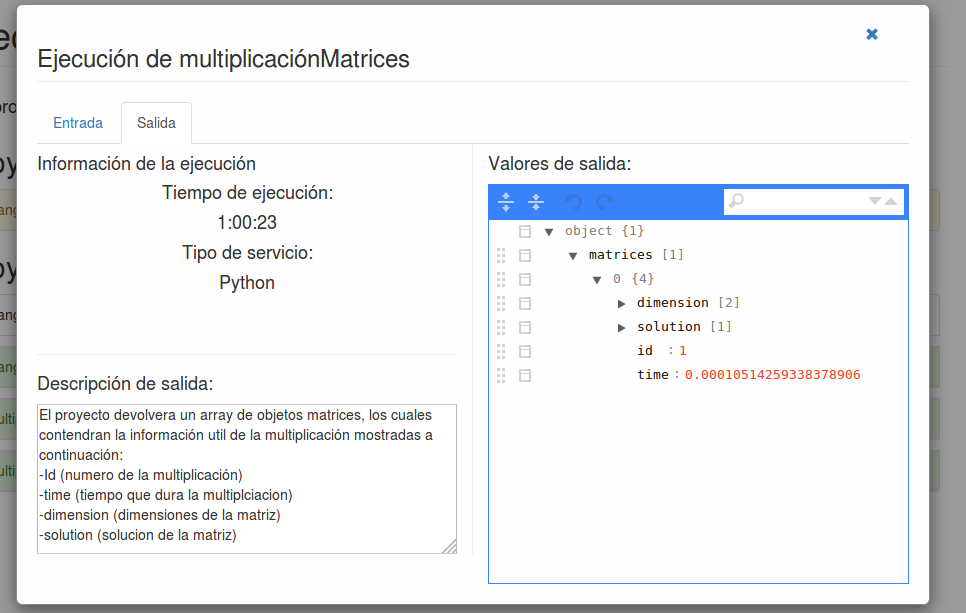 Ejecución de multiplicaciónMatrices
Entrada
Salida
Información de la ejecución
Tiempo de ejecución:
1:00:23
Tipo de servicio:
Python
Descripción de salida:
El proyecto devolvera un array de objetos matrices, los cuales
contendran la información util de la multiplicación mostradas a
continuación:
-Id (numero de la multiplicación)
-time (tiempo que dura la multiplciacion)
-dimension (dimensiones de la matriz)
-solution (solucion de la matriz)
Valores de salida:
object {1}
matrices [1]
0 {4}
dimension [2]
solution [1]
id : 1
time : 0.00010514259338378906